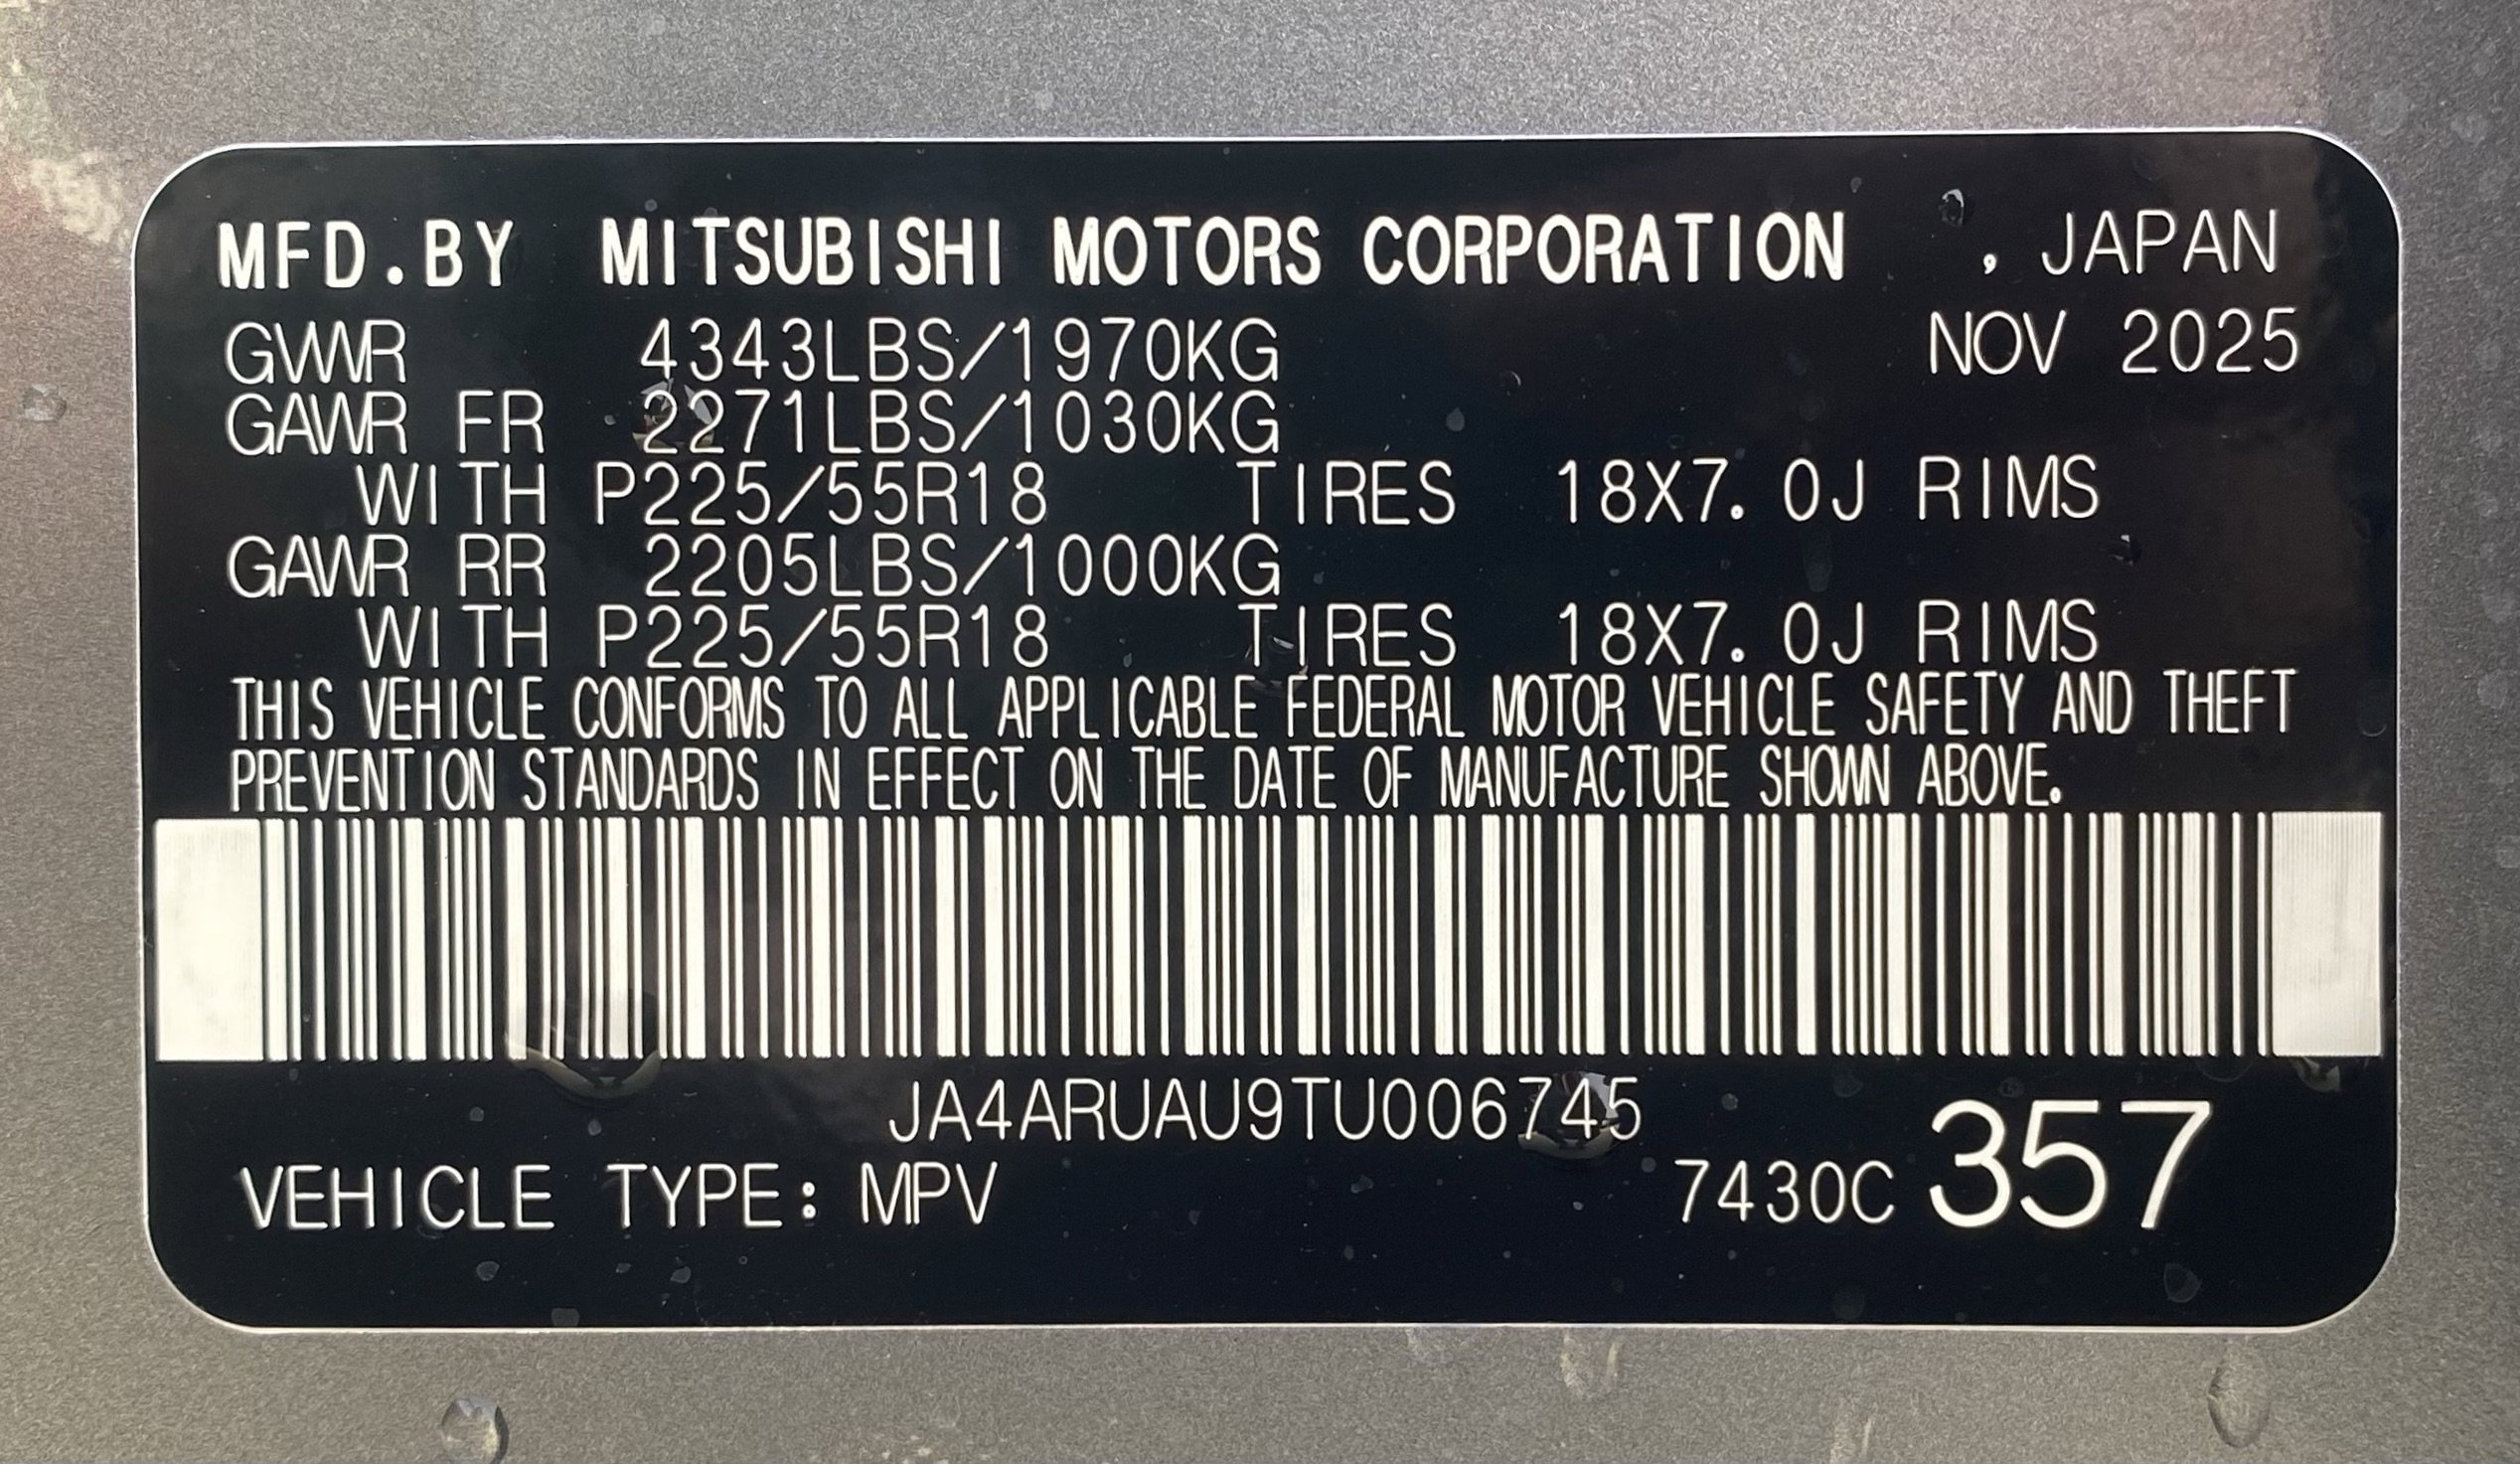 MFD.BY MITSUBISHI MOTORS CORPORATION , JAPAN
GVWR 4343LBS/1970KG NOV 2025
GAWR FR 2271LBS/1030KG
WITH P225/55R18 TIRES 18X7.0J RIMS
GAWR RR 2205LBS/1000KG
WITH P225/55R18 TIRES 18X7.0J RIMS
THIS VEHICLE CONFORMS TO ALL APPLICABLE FEDERAL MOTOR VEHICLE SAFETY AND THEFT
PREVENTION STANDARDS IN EFFECT ON THE DATE OF MANUFACTURE SHOWN ABOVE.
JA4ARUAU9TU006745
VEHICLE TYPE: MPV 7430C 357